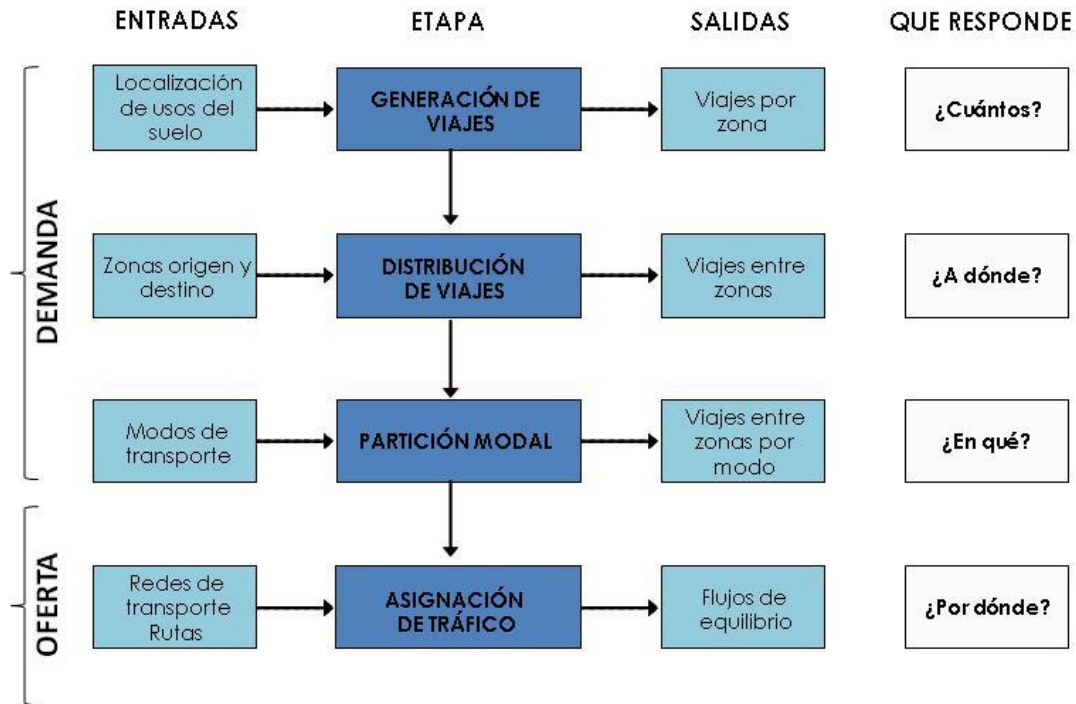 ENTRADAS
ETAPA
SALIDAS
QUE RESPONDE
DEMANDA
Localización
de usos del
suelo
GENERACIÓN DE
VIAJES
Viajes por
zona
¿Cuántos?
Zonas origen y
destino
DISTRIBUCIÓN
DE VIAJES
Viajes entre
zonas
¿A dónde?
Modos de
transporte
PARTICIÓN MODAL
Viajes entre
zonas por
modo
¿En qué?
OFERTA
Redes de
transporte
Rutas
ASIGNACIÓN
DE TRÁFICO
Flujos de
equilibrio
¿Por dónde?